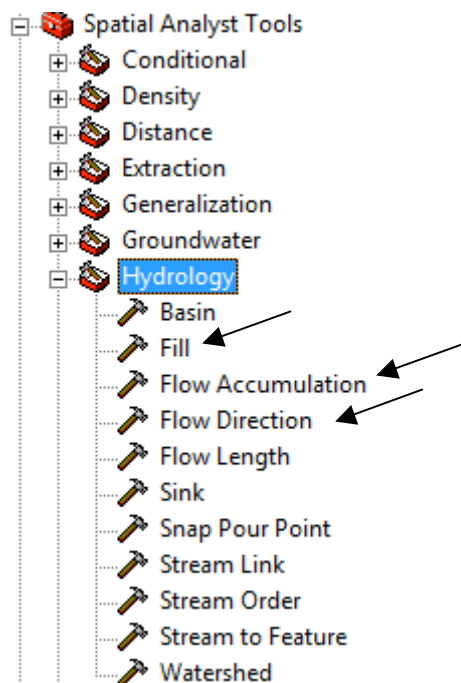 Spatial Analyst Tools
Conditional
Density
Distance
Extraction
Generalization
Groundwater
Hydrology
Basin
Fill
Flow Accumulation
Flow Direction
Flow Length
Sink
Snap Pour Point
Stream Link
Stream Order
Stream to Feature
Watershed